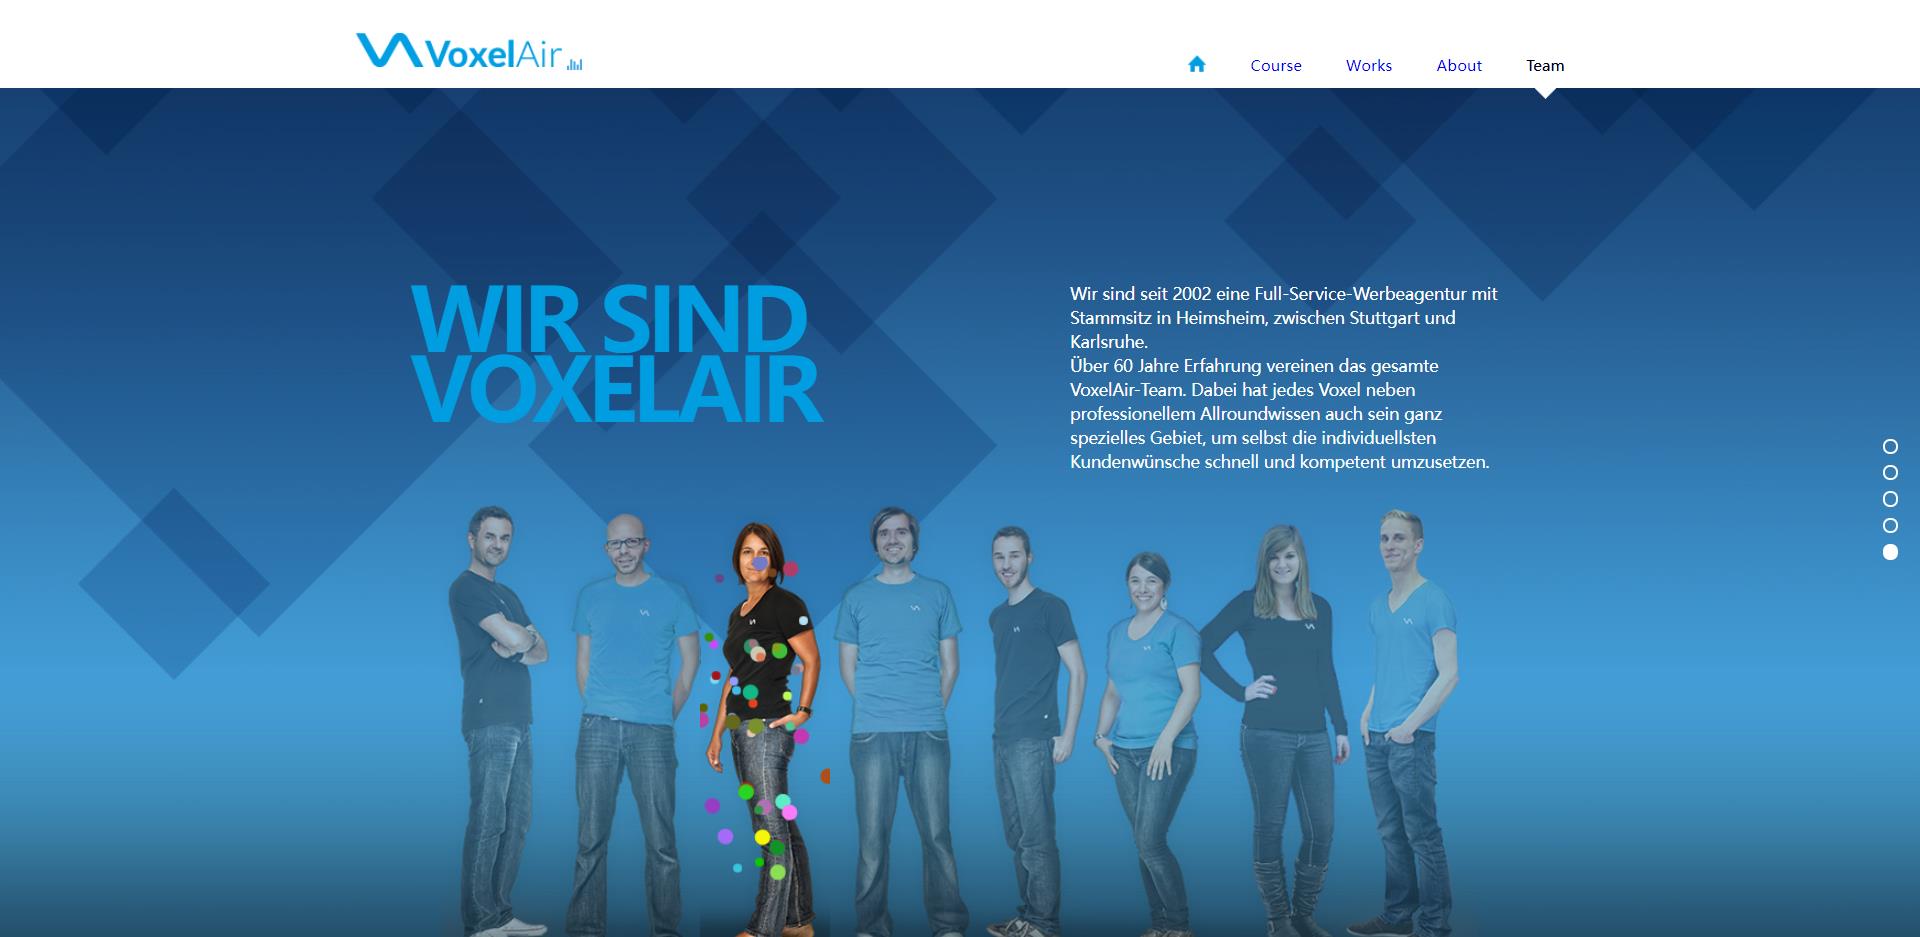 VoxelAir
Course Works About Team
WIR SIND
VOXELAIR
Wir sind seit 2002 eine Full-Service-Werbeagentur mit
Stammsitz in Heimsheim, zwischen Stuttgart und
Karlsruhe.
Über 60 Jahre Erfahrung vereinen das gesamte
VoxelAir-Team. Dabei hat jedes Voxel neben
professionellem Allroundwissen auch sein ganz
spezielles Gebiet, um selbst die individuellsten
Kundenwünsche schnell und kompetent umzusetzen.